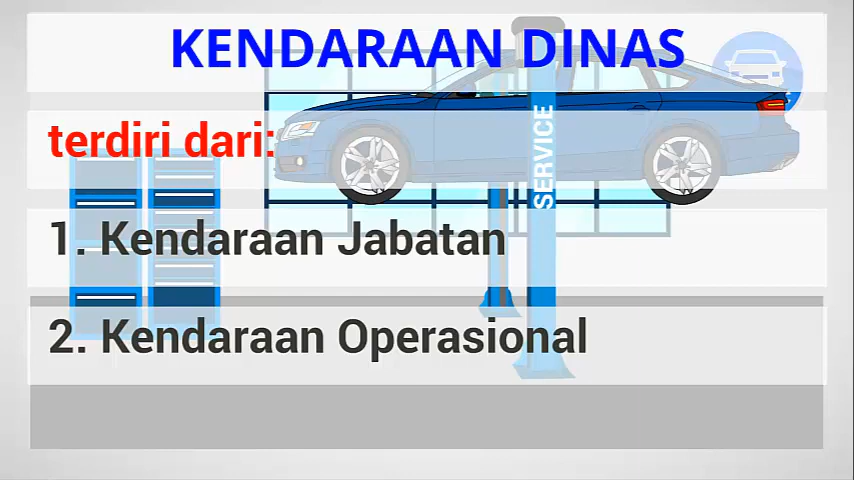 KENDARAAN DINAS
terdiri dari:
SERVICE
1. Kendaraan Jabatan
2. Kendaraan Operasional